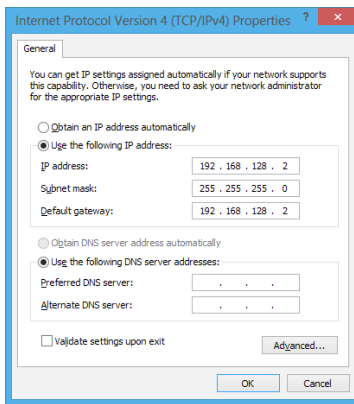 Internet Protocol Version 4 (TCP/IPv4) Properties ? ×
General
You can get IP settings assigned automatically if your network supports
this capability. Otherwise, you need to ask your network administrator
for the appropriate IP settings.
Obtain an IP address automatically
Use the following IP address:
IP address: 192 . 168 . 128 . 2
Subnet mask: 255 . 255 . 255 . 0
Default gateway: 192 . 168 . 128 . 2
Obtain DNS server address automatically
Use the following DNS server addresses:
Preferred DNS server: . . .
Alternate DNS server: . . .
Validate settings upon exit
Advanced...
OK Cancel